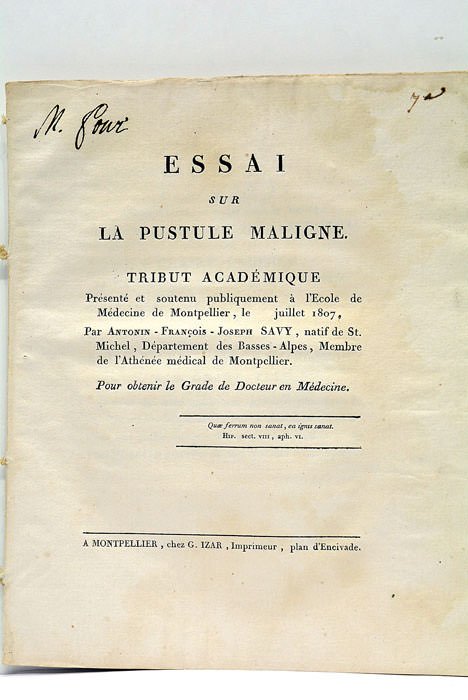 M. Four
ESSAI
SUR
LA PUSTULE MALIGNE.
TRIBUT ACADÉMIQUE
Présenté et soutenu publiquement à l'Ecole de
Médecine de Montpellier, le juillet 1807,
Par ANTONIN-FRANÇOIS-JOSEPH SAVY, natif de St.
Michel, Département des Basses-Alpes, Membre
de l'Athénée médical de Montpellier.
Pour obtenir le Grade de Docteur en Médecine.
Quæ ferrum non sanat, ea ignis sanat.
HIP. sect. VIII, aph. VI.
A MONTPELLIER, chez G. IZAR, Imprimeur, plan d'Encivade.